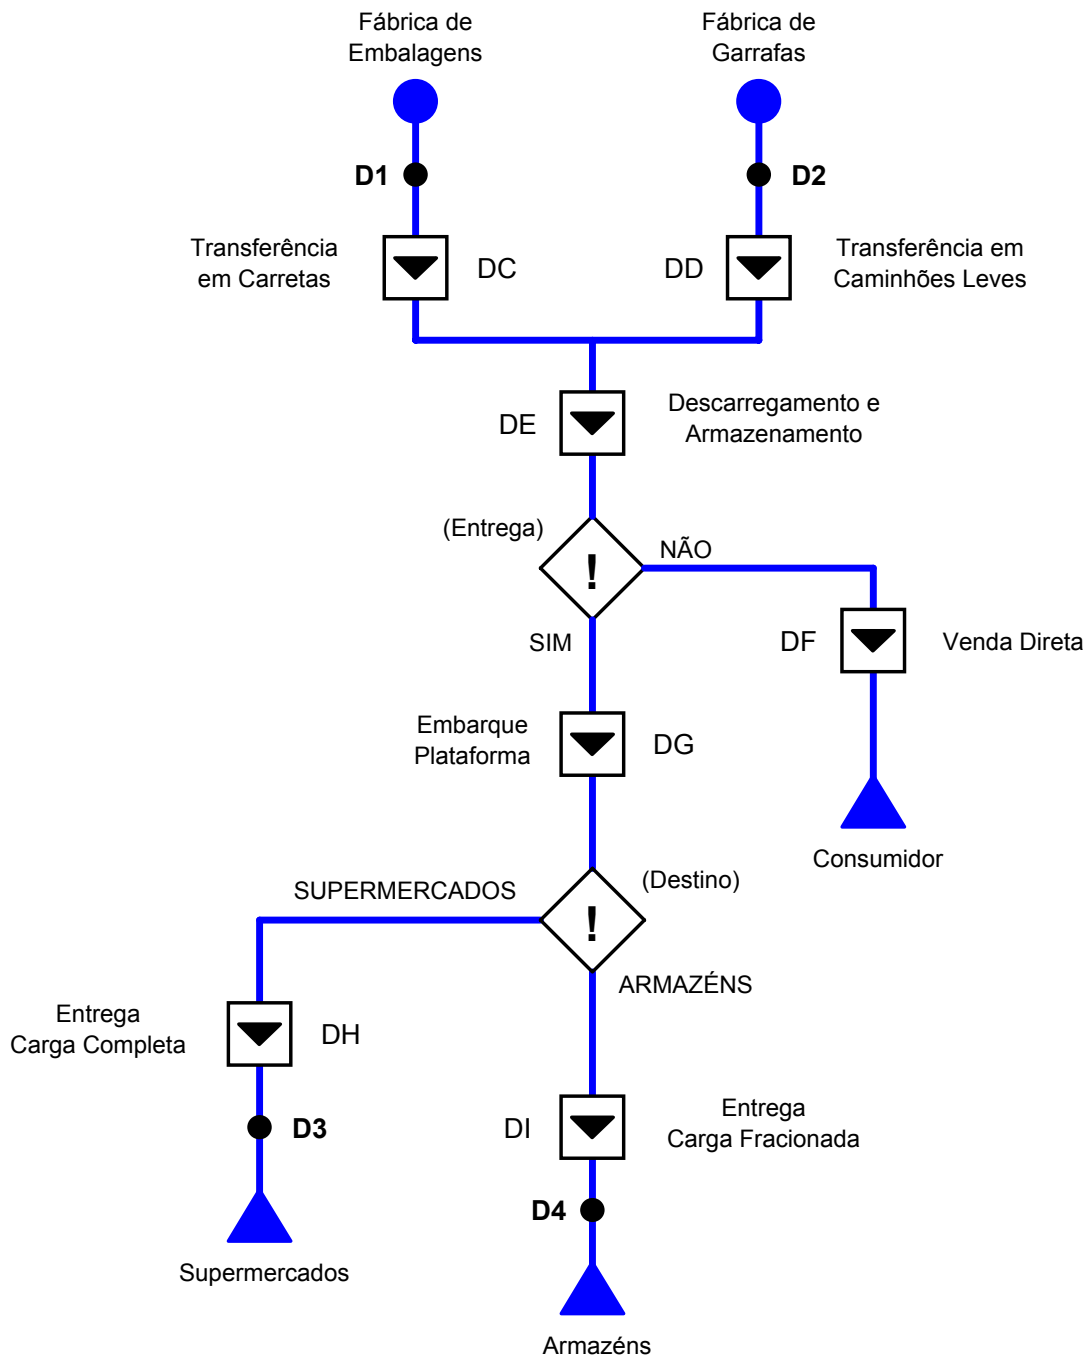 Fábrica de
Embalagens
Fábrica de
Garrafas
D1
D2
Transferência
em Carretas
DC
DD
Transferência em
Caminhões Leves
DE
Descarregamento e
Armazenamento
(Entrega)
!
NÃO
SIM
DF
Venda Direta
Embarque
Plataforma
DG
Consumidor
SUPERMERCADOS
(Destino)
!
ARMAZÉNS
Entrega
Carga Completa
DH
D3
DI
Entrega
Carga Fracionada
D4
Supermercados
Armazéns